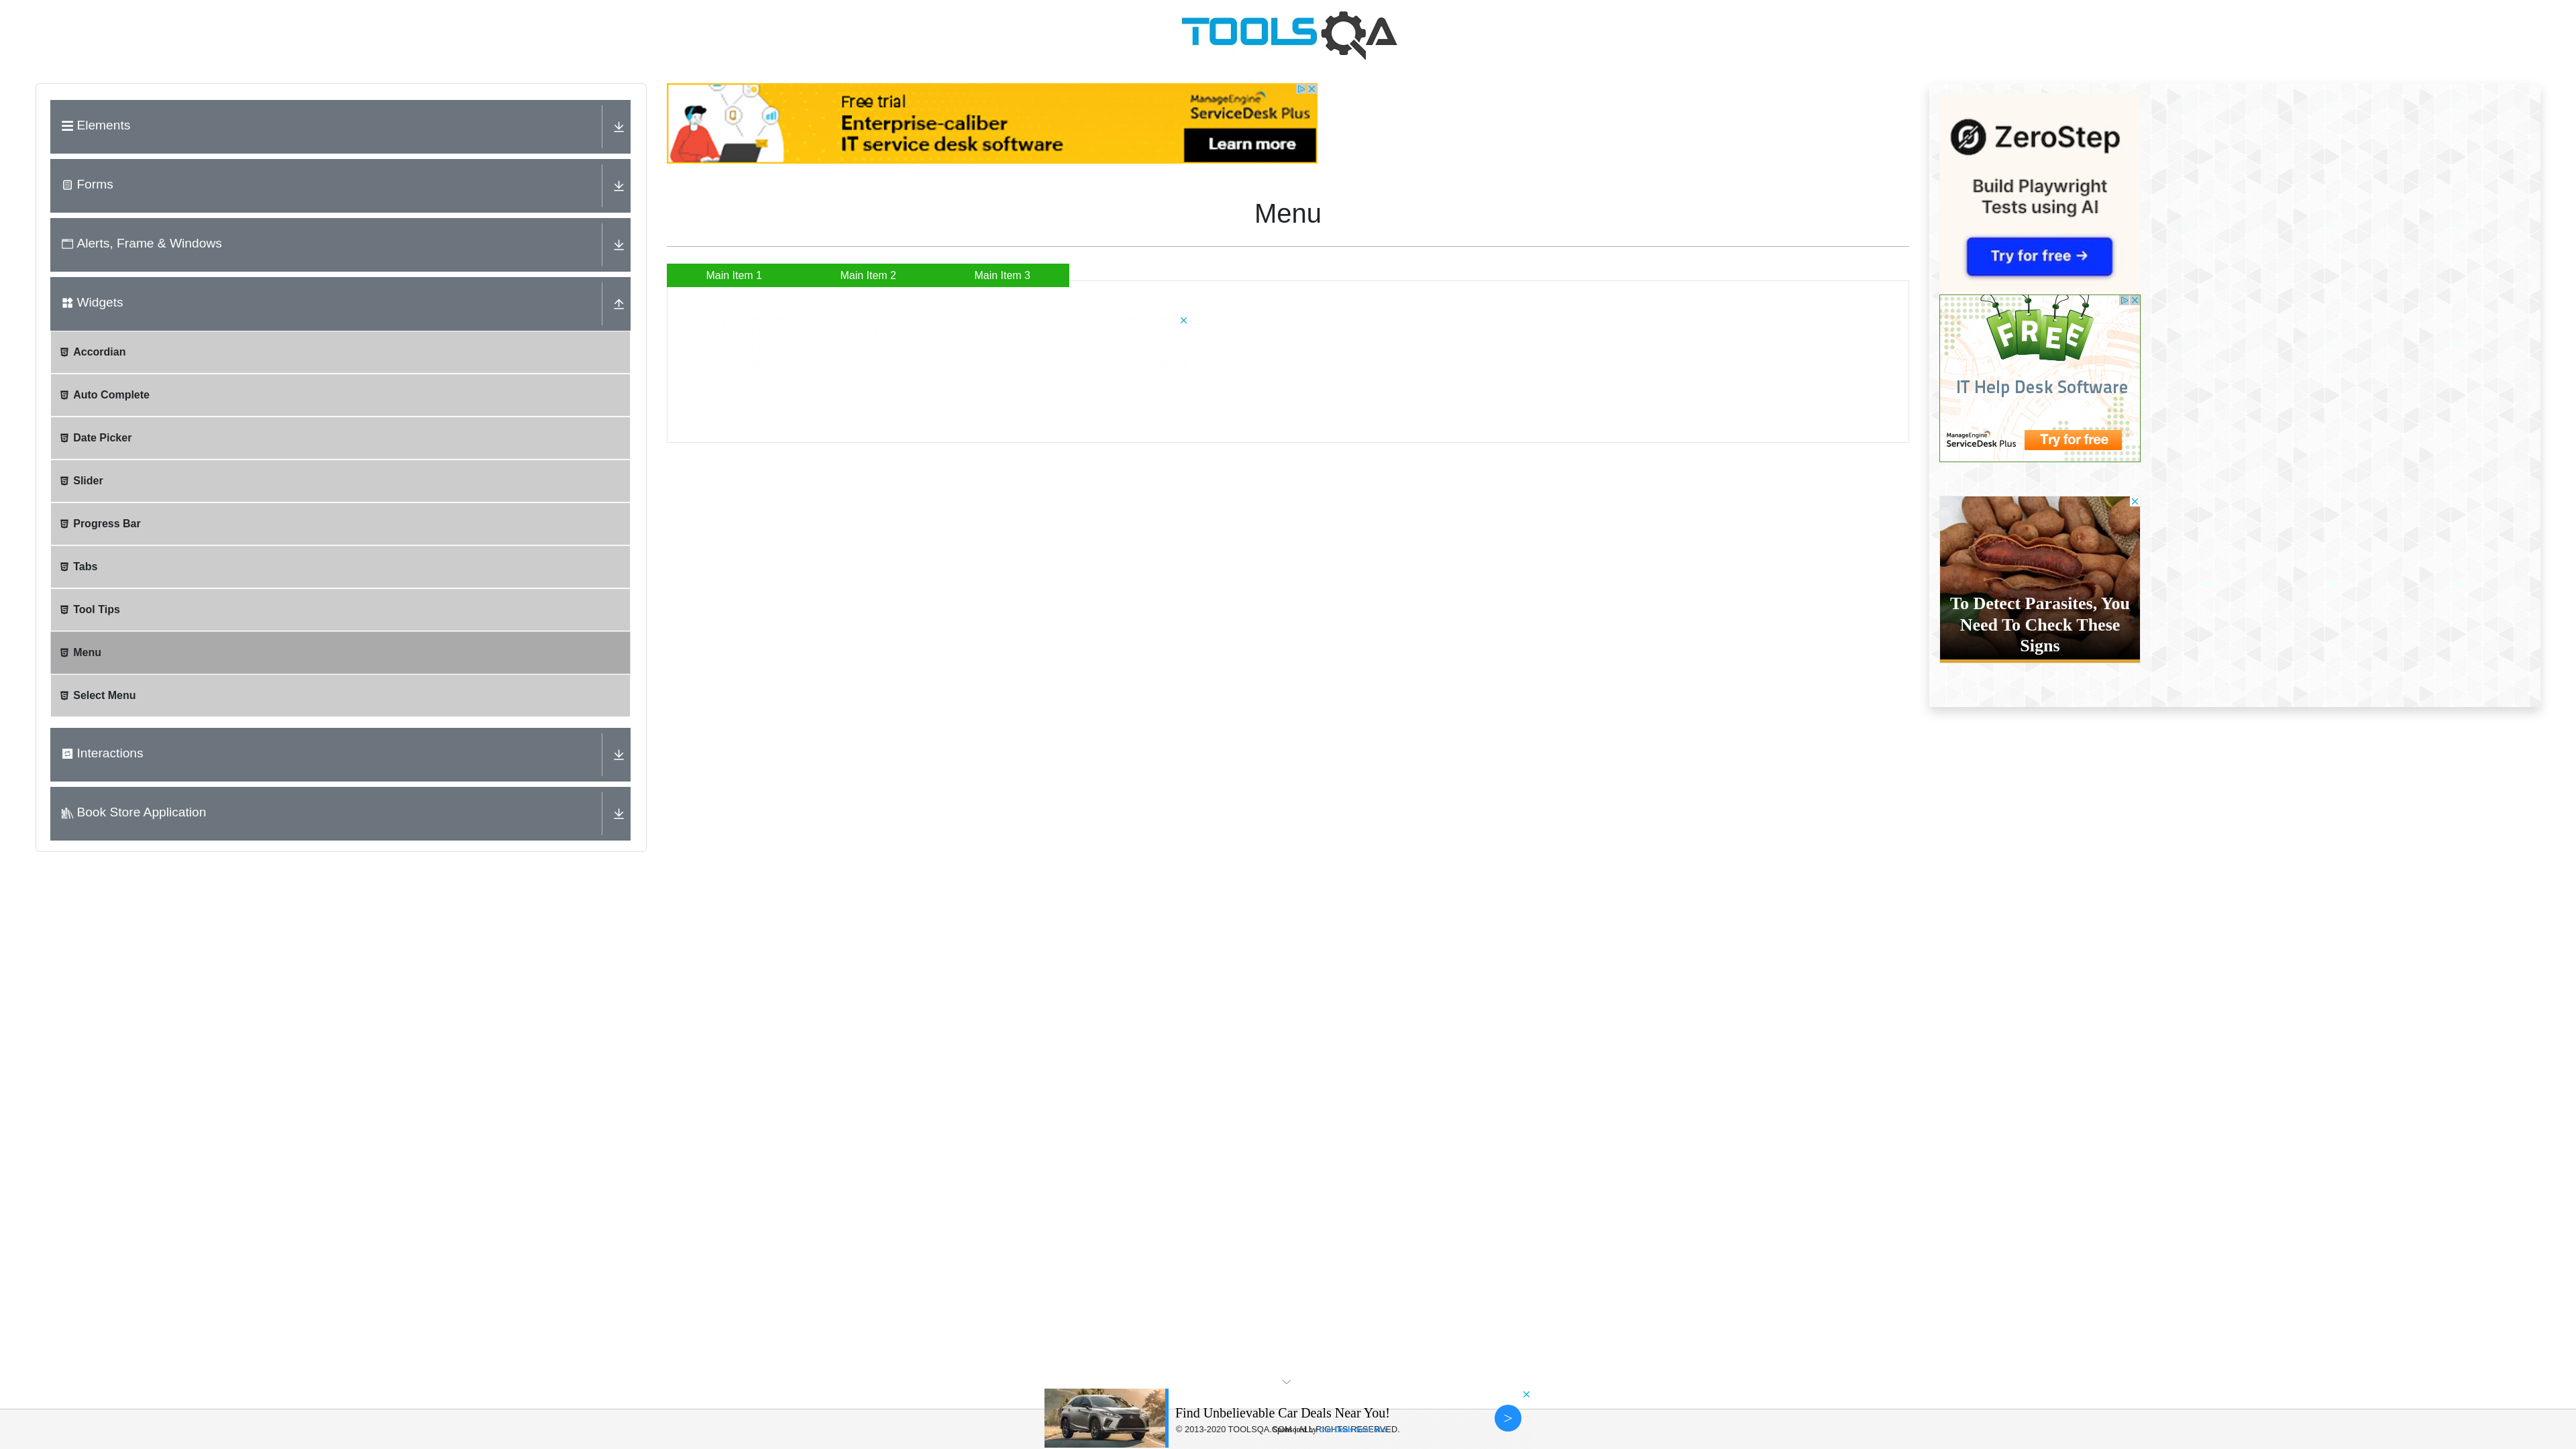 TOOLSQA
Elements
Forms
Alerts, Frame & Windows
Widgets
Accordian
Auto Complete
Date Picker
Slider
Progress Bar
Tabs
Tool Tips
Menu
Select Menu
Interactions
Book Store Application
Free trial
Enterprise-caliber
IT service desk software
ManageEngine
ServiceDesk Plus
Learn more
Menu
Main Item 1
Main Item 2
Main Item 3
ZeroStep
Build Playwright
Tests using AI
Try for free →
FREE
IT Help Desk Software
ManageEngine
ServiceDesk Plus
Try for free
To Detect Parasites, You
Need To Check These
Signs
Find Unbelievable Car Deals Near You!
© 2013-2020 TOOLSQA.COM | ALL RIGHTS RESERVED.